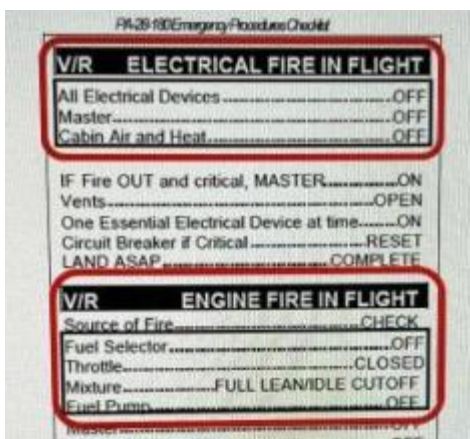 PA-28-180 Emergency Procedures Checklist
V/R ELECTRICAL FIRE IN FLIGHT
All Electrical Devices OFF
Master OFF
Cabin Air and Heat OFF
IF Fire OUT and critical, MASTER ON
Vents OPEN
One Essential Electrical Device at time ON
Circuit Breaker if Critical RESET
LAND ASAP COMPLETE
V/R ENGINE FIRE IN FLIGHT
Source of Fire CHECK
Fuel Selector OFF
Throttle CLOSED
Mixture FULL LEAN/IDLE CUTOFF
Fuel Pump OFF
Master OFF